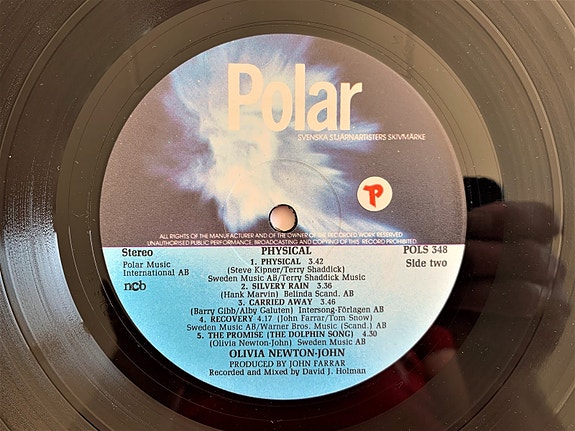 Polar
SVENSKA STJÄRNARTISTERS SKIVMÄRKE
P
ALL RIGHTS OF THE MANUFACTURER AND OF THE OWNER OF THE RECORDED WORK RESERVED
UNAUTHORISED PUBLIC PERFORMANCE, BROADCASTING AND COPYING OF THIS RECORD PROHIBITED
Stereo PHYSICAL POLS 348
Polar Music 1. PHYSICAL 3.42 Side two
International AB (Steve Kipner/Terry Shaddick)
Sweden Music AB/Terry Shaddick Music
ncb 2. SILVERY RAIN 3.36
(Hank Marvin) Belinda Scand. AB
3. CARRIED AWAY 3.46
(Barry Gibb/Alby Galuten) Intersong-Förlagen AB
4. RECOVERY 4.17 (John Farrar/Tom Snow)
Sweden Music AB/Warner Bros. Music (Scand.) AB
5. THE PROMISE (THE DOLPHIN SONG) 4.30
(Olivia Newton-John) Sweden Music AB
OLIVIA NEWTON-JOHN
PRODUCED BY JOHN FARRAR
Recorded and Mixed by David J. Holman